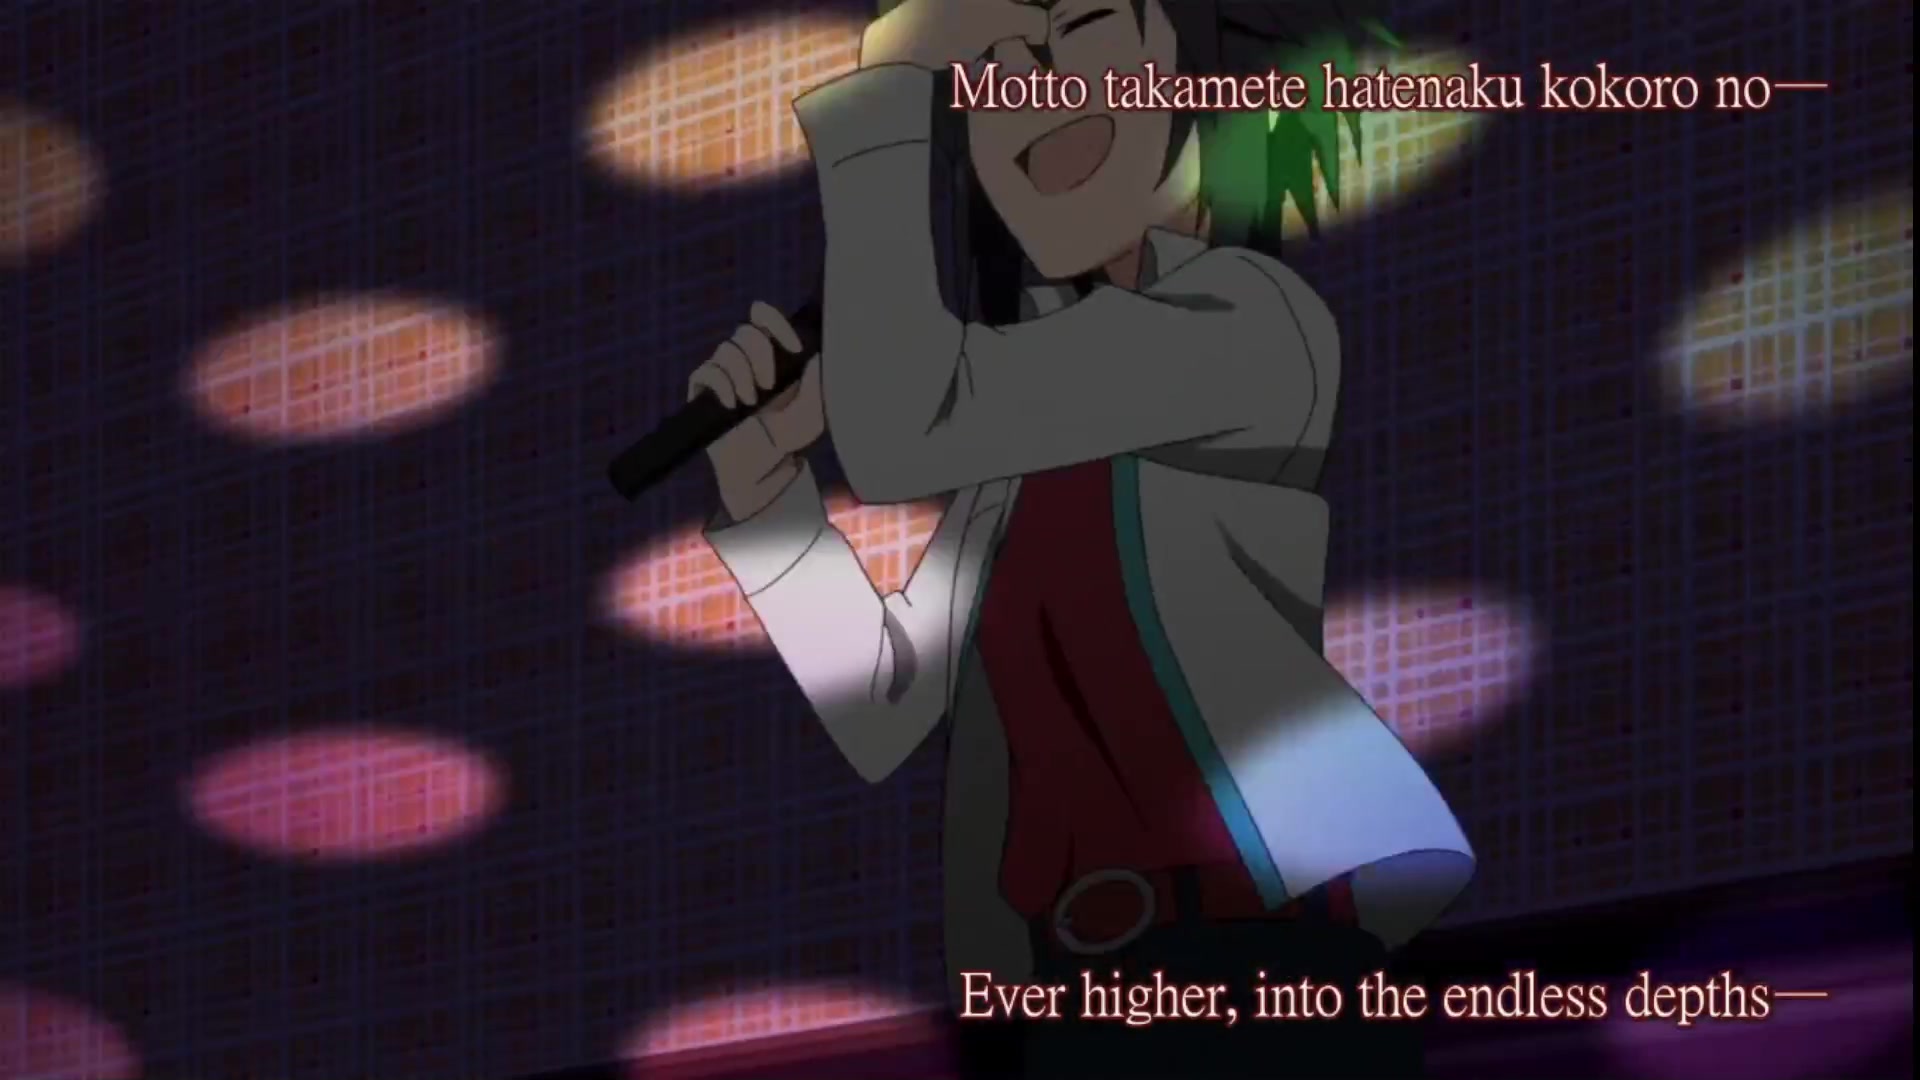 Motto takamete hatenaku kokoro no—
Ever higher, into the endless depths—